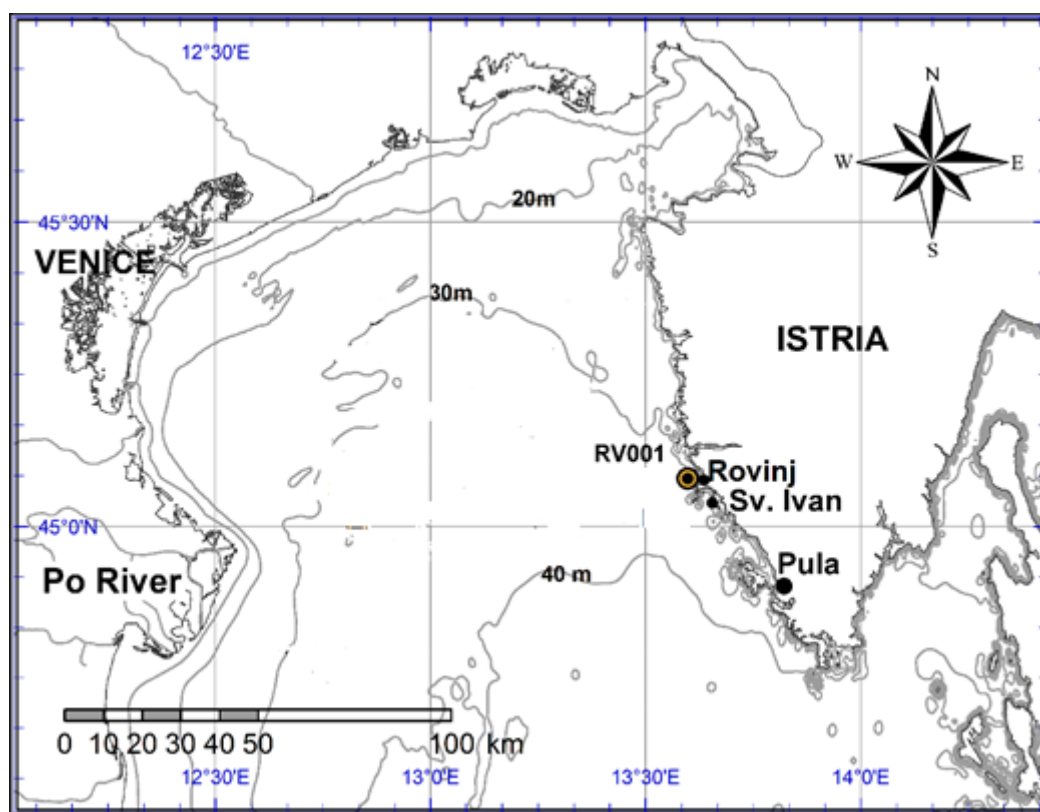 12°30'E
N
W
E
S
20m
45°30'N
VENICE
30m
ISTRIA
RV001
Rovinj
Sv. Ivan
45°0'N
40 m
Pula
Po River
0 10 20 30 40 50 100 km
12°30'E 13°0'E 13°30'E 14°0'E